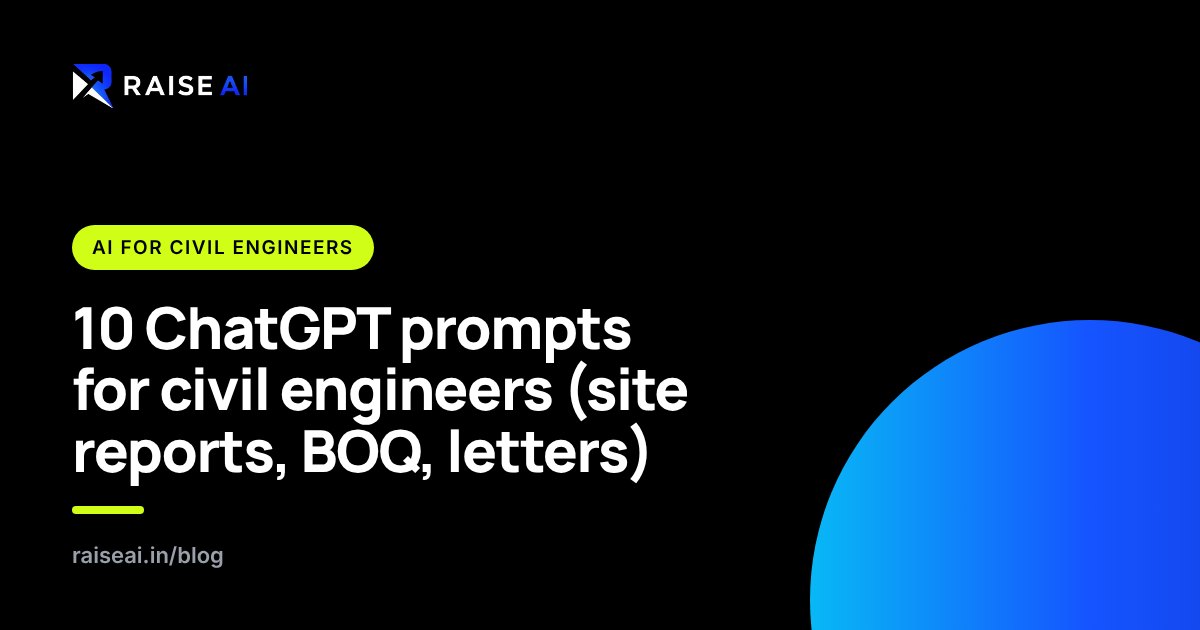 RAISE AI
AI FOR CIVIL ENGINEERS
10 ChatGPT prompts
for civil engineers (site
reports, BOQ, letters)
raiseai.in/blog